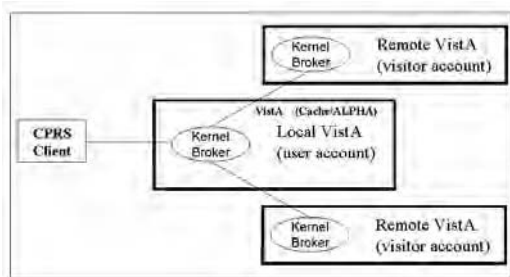 Kernel
Broker
Remote VistA
(visitor account)
VistA (Cache/ALPHA)
CPRS
Client
Kernel
Broker
Local VistA
(user account)
Kernel
Broker
Remote VistA
(visitor account)